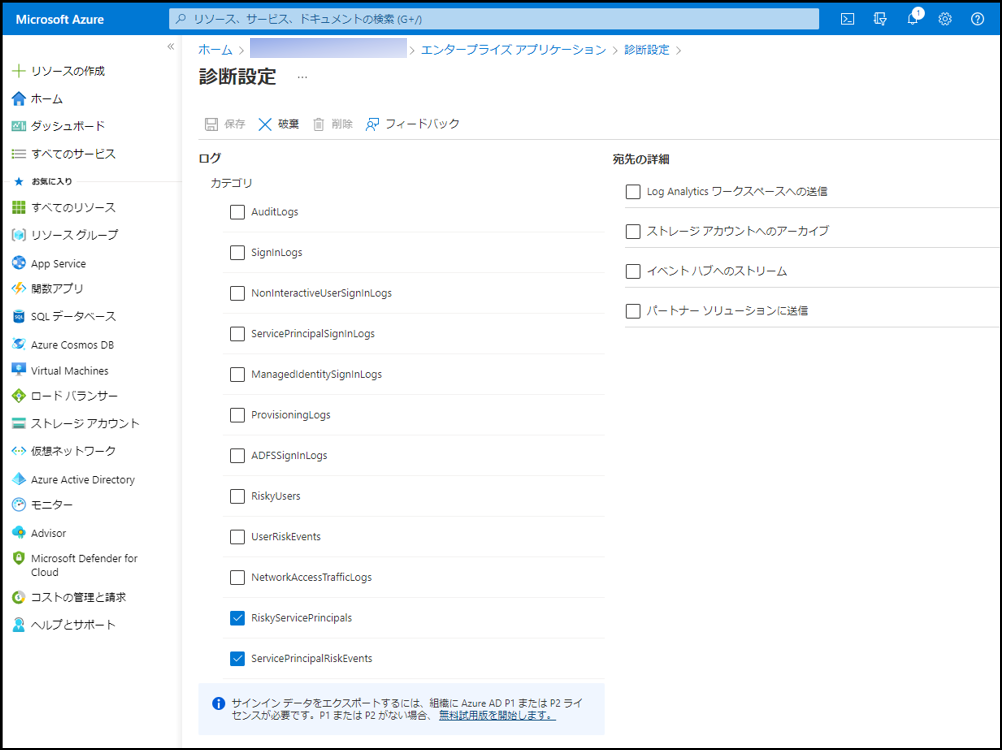 Microsoft Azure
リソース、サービス、ドキュメントの検索 (G+/)
1
«
ホーム >
> エンタープライズ アプリケーション > 診断設定 >
診断設定 …
リソースの作成
ホーム
ダッシュボード
すべてのサービス
お気に入り
すべてのリソース
リソース グループ
App Service
関数アプリ
SQL データベース
Azure Cosmos DB
Virtual Machines
ロード バランサー
ストレージ アカウント
仮想ネットワーク
Azure Active Directory
モニター
Advisor
Microsoft Defender for
Cloud
コストの管理と請求
ヘルプとサポート
保存 破棄 削除 フィードバック
ログ
カテゴリ
AuditLogs
SignInLogs
NonInteractiveUserSignInLogs
ServicePrincipalSignInLogs
ManagedIdentitySignInLogs
ProvisioningLogs
ADFSSignInLogs
RiskyUsers
UserRiskEvents
NetworkAccessTrafficLogs
RiskyServicePrincipals
ServicePrincipalRiskEvents
サインイン データをエクスポートするには、組織に Azure AD P1 または P2 ライ
センスが必要です。P1 または P2 がない場合、無料試用版を開始します。
宛先の詳細
Log Analytics ワークスペースへの送信
ストレージ アカウントへのアーカイブ
イベント ハブへのストリーム
パートナー ソリューションに送信